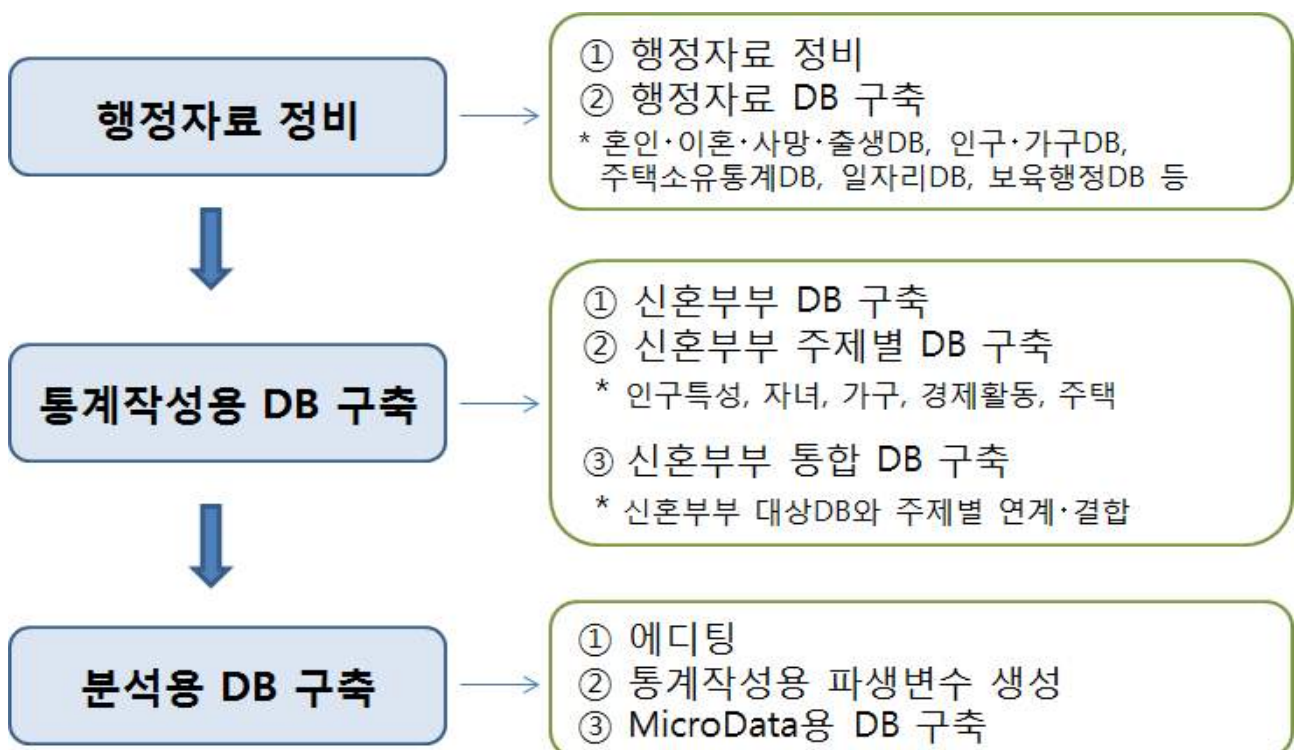 행정자료 정비
① 행정자료 정비
② 행정자료 DB 구축
* 혼인·이혼·사망·출생DB, 인구·가구DB,
주택소유통계DB, 일자리DB, 보육행정DB 등
통계작성용 DB 구축
① 신혼부부 DB 구축
② 신혼부부 주제별 DB 구축
* 인구특성, 자녀, 가구, 경제활동, 주택
③ 신혼부부 통합 DB 구축
* 신혼부부 대상DB와 주제별 연계·결합
분석용 DB 구축
① 에디팅
② 통계작성용 파생변수 생성
③ MicroData용 DB 구축